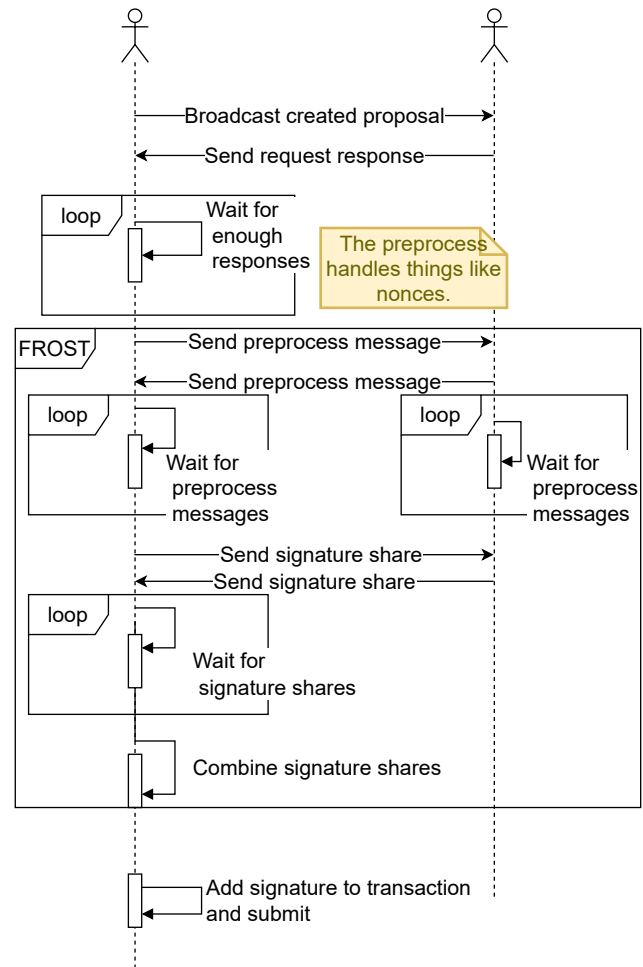 Broadcast created proposal
Send request response
loop
Wait for
enough
responses
The preprocess
handles things like
nonces.
FROST
Send preprocess message
Send preprocess message
loop
Wait for
preprocess
messages
loop
Wait for
preprocess
messages
Send signature share
Send signature share
loop
Wait for
signature shares
Combine signature shares
Add signature to transaction
and submit